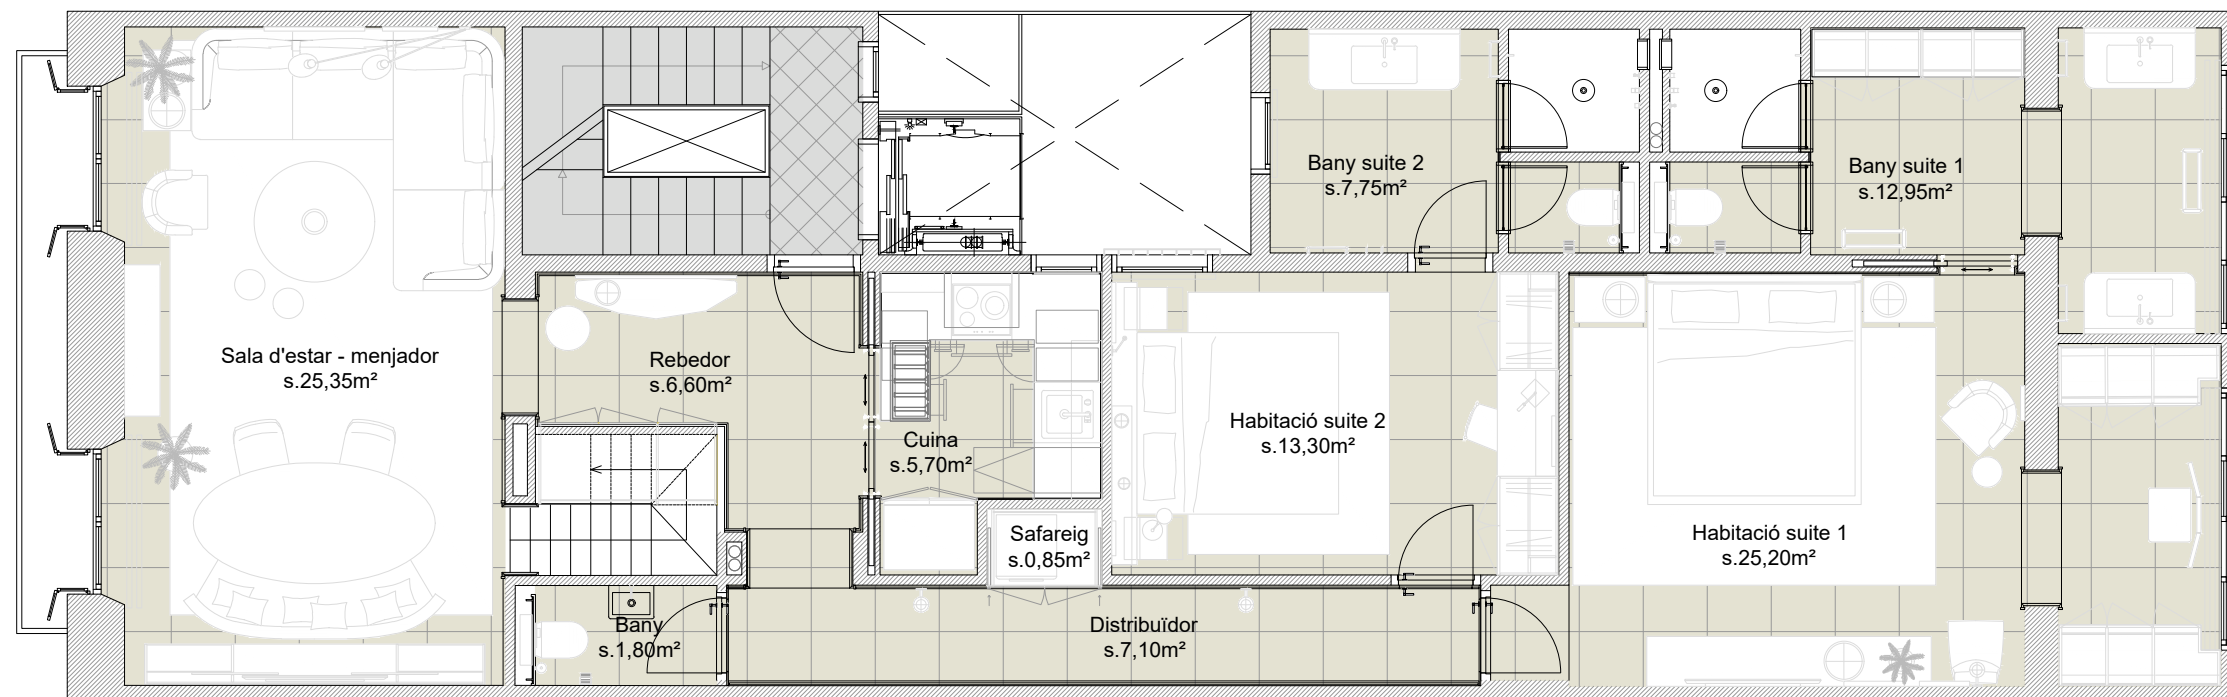 Bany suite 2
s.7,75m²
Bany suite 1
s.12,95m²
Sala d'estar - menjador
s.25,35m²
Rebedor
s.6,60m²
Cuina
s.5,70m²
Habitació suite 2
s.13,30m²
Safareig
s.0,85m²
Habitació suite 1
s.25,20m²
Bany
s.1,80m²
Distribuïdor
s.7,10m²